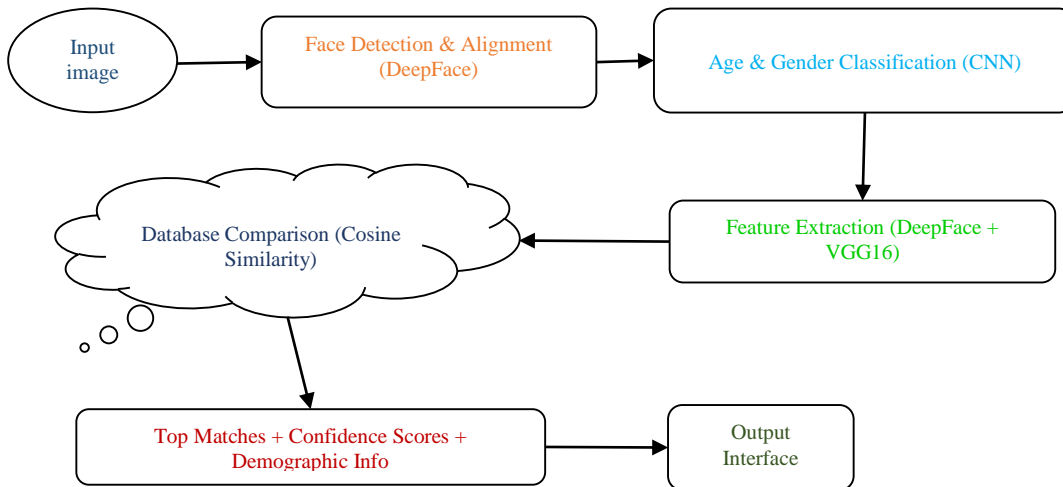 Input
image
Face Detection & Alignment
(DeepFace)
Age & Gender Classification (CNN)
Feature Extraction (DeepFace +
VGG16)
Database Comparison (Cosine
Similarity)
Top Matches + Confidence Scores +
Demographic Info
Output
Interface